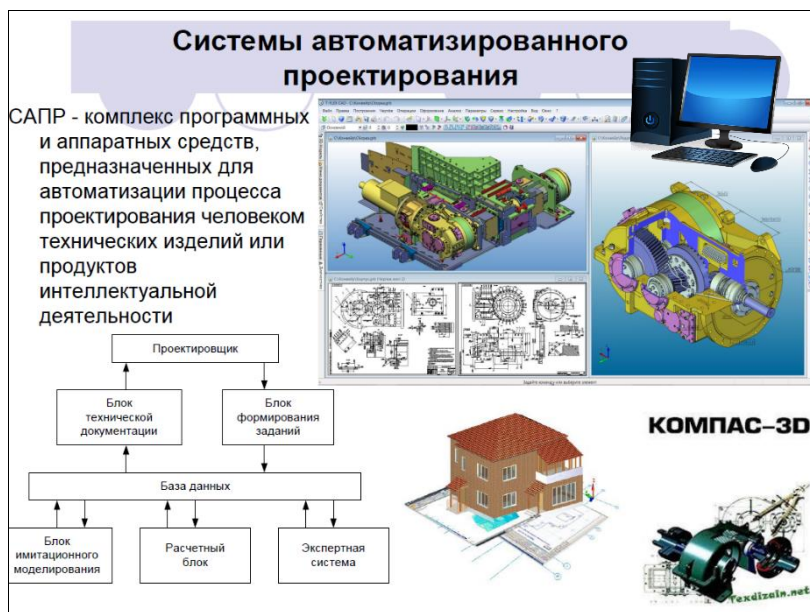 Системы автоматизированного
проектирования
САПР - комплекс программных
и аппаратных средств,
предназначенных для
автоматизации процесса
проектирования человеком
технических изделий или
продуктов
интеллектуальной
деятельности
Проектировщик
Блок
технической
документации
Блок
формирования
заданий
База данных
Блок
имитационного
моделирования
Расчетный
блок
Экспертная
система
КОМПАС–3D
Texdizain.net